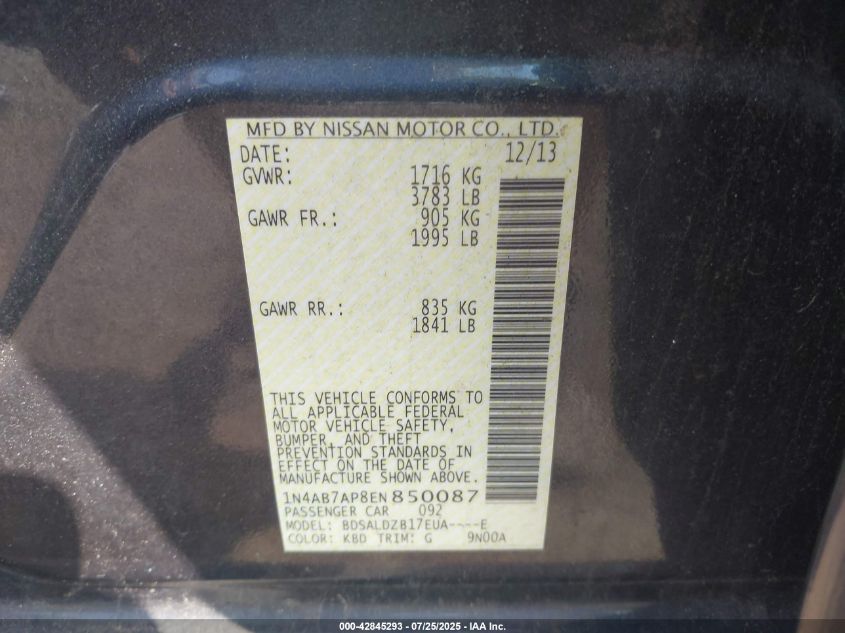 MFD BY NISSAN MOTOR CO., LTD.
DATE: 12/13
GVWR: 1716 KG
3783 LB
GAWR FR.: 905 KG
1995 LB
GAWR RR.: 835 KG
1841 LB
THIS VEHICLE CONFORMS TO
ALL APPLICABLE FEDERAL
MOTOR VEHICLE SAFETY,
BUMPER, AND THEFT
PREVENTION STANDARDS IN
EFFECT ON THE DATE OF
MANUFACTURE SHOWN ABOVE.
1N4AB7AP8EN850087
PASSENGER CAR 092
MODEL: BDSALDZB17EUA----E
COLOR: KBD TRIM: G 9N00A
000-42845293 / 07/25/2025 - IAA Inc.